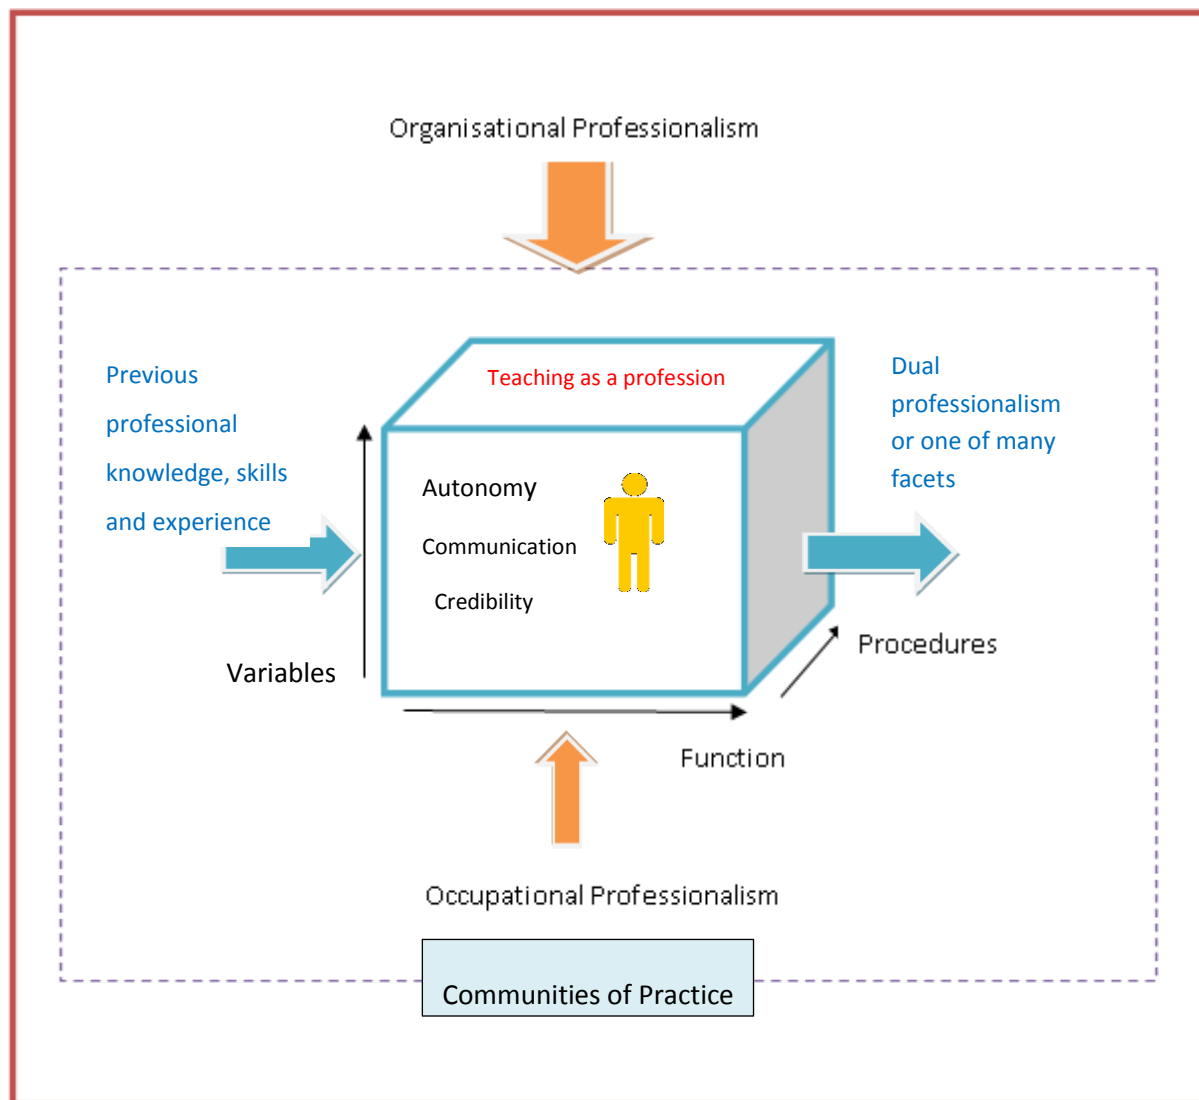 Organisational Professionalism
Previous
professional
knowledge, skills
and experience
Teaching as a profession
Autonomy
Communication
Credibility
Dual
professionalism
or one of many
facets
Variables
Procedures
Function
Occupational Professionalism
Communities of Practice